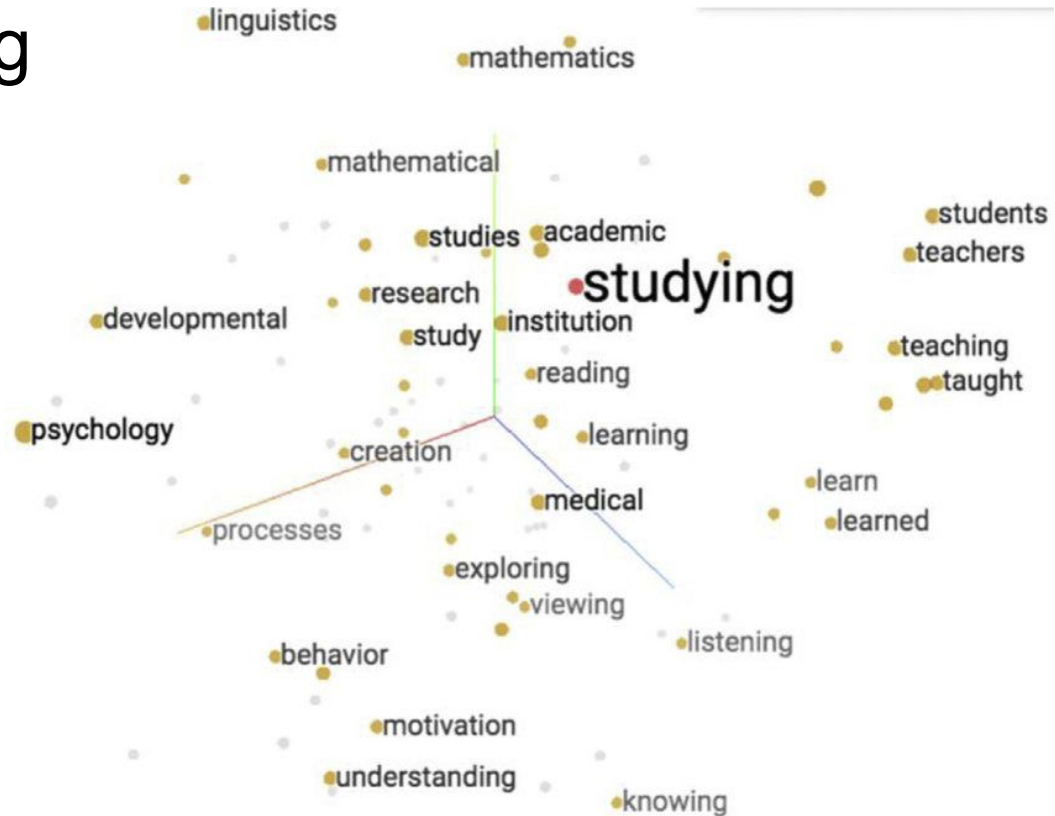 g
linguistics
mathematics
mathematical
students
studies academic
teachers
studying
research
developmental
institution
study
teaching
reading
taught
psychology
learning
creation
learn
medical
learned
processes
exploring
viewing
listening
behavior
motivation
understanding
knowing